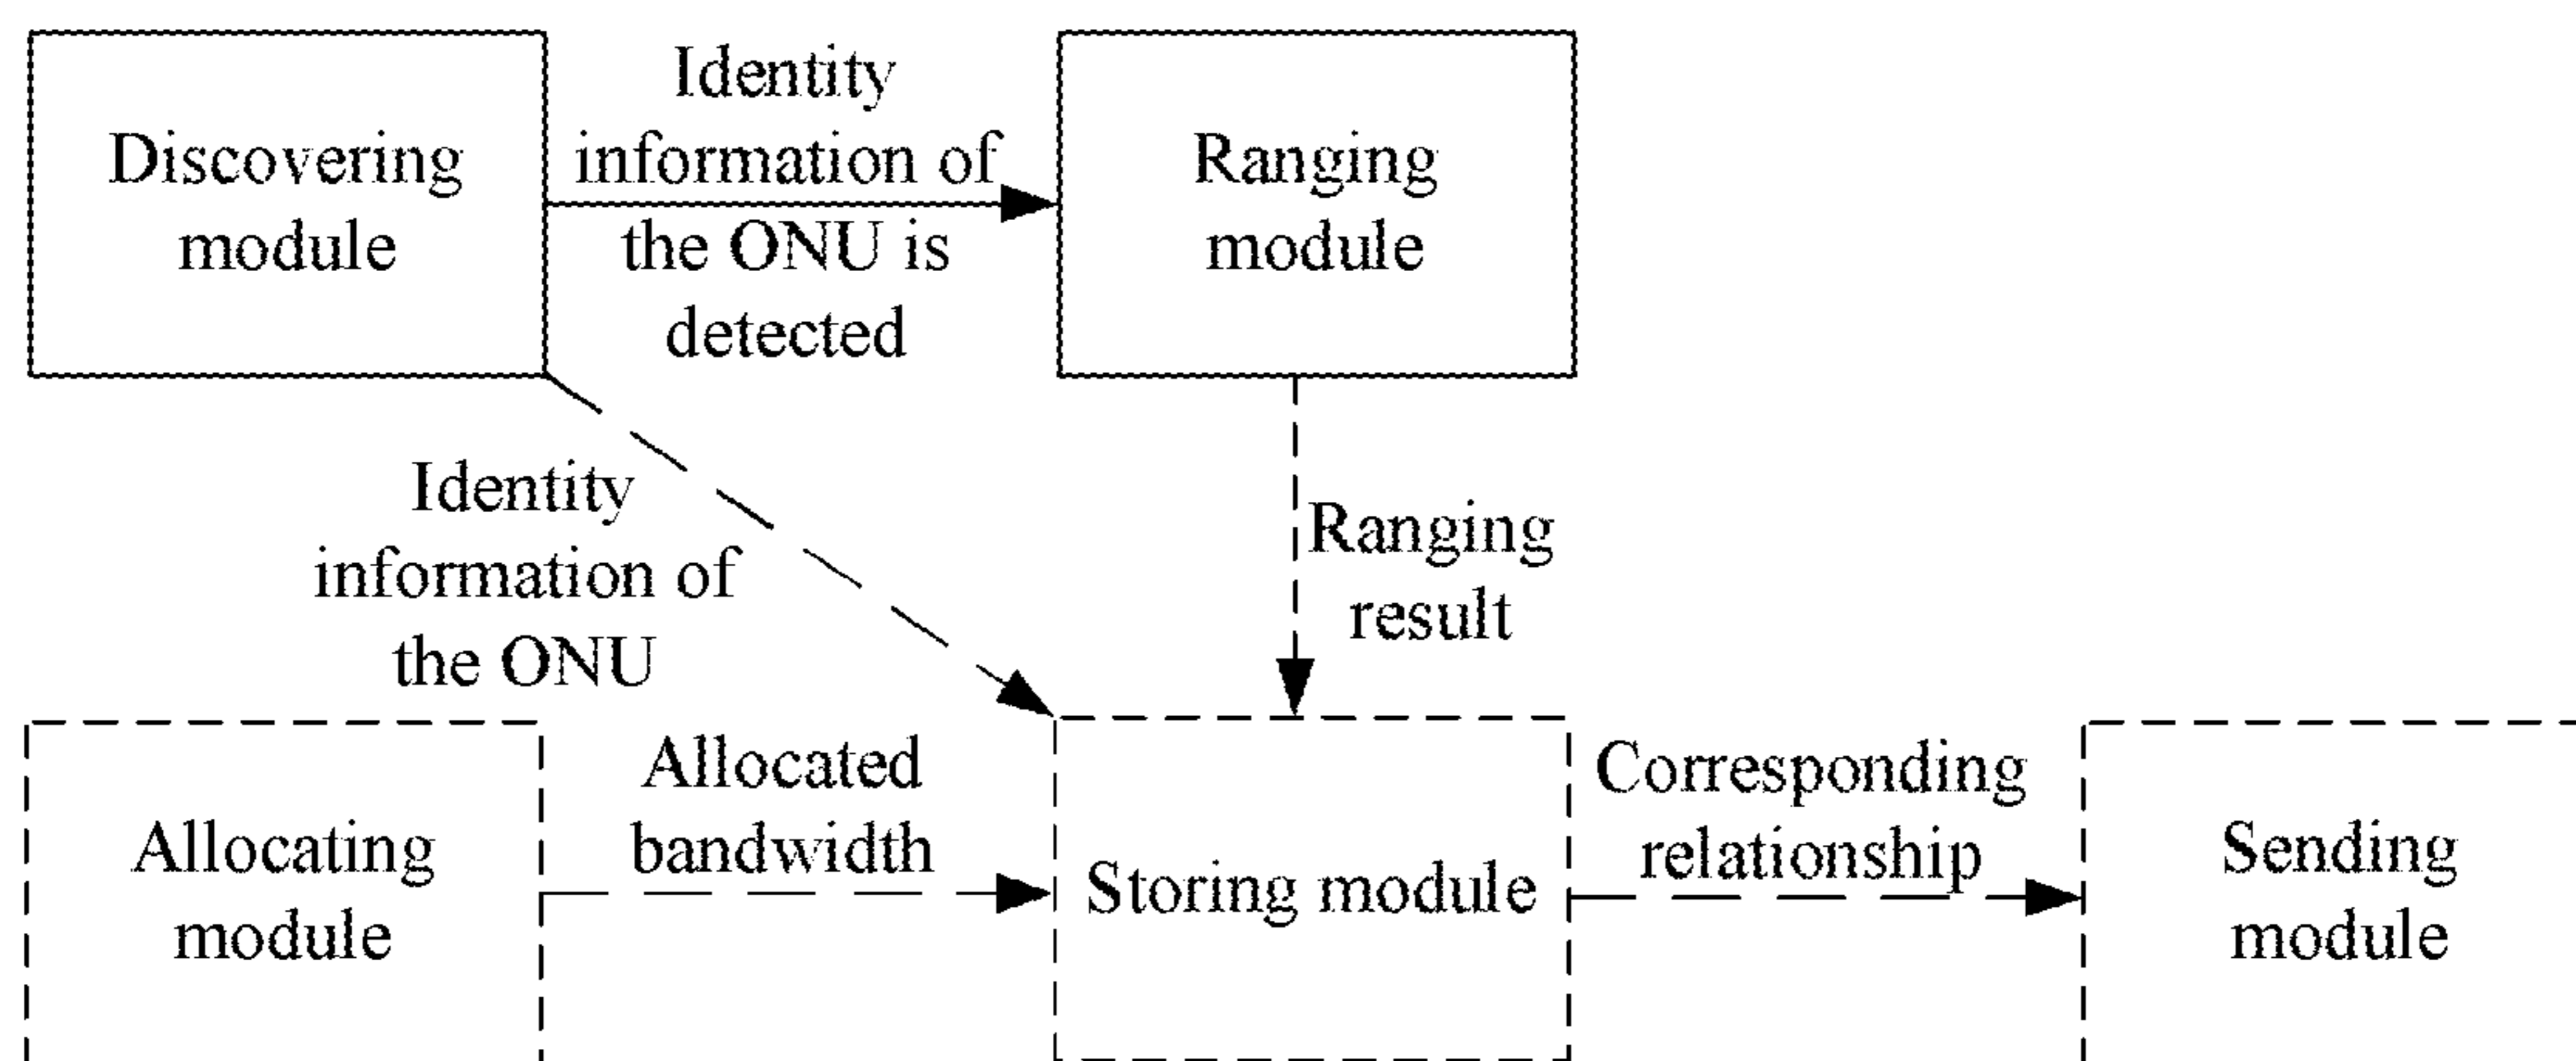 Discovering
module
Identity
information of
the ONU is
detected
Ranging
module
Identity
information of
the ONU
Ranging
result
Allocating
module
Allocated
bandwidth
Storing module
Corresponding
relationship
Sending
module